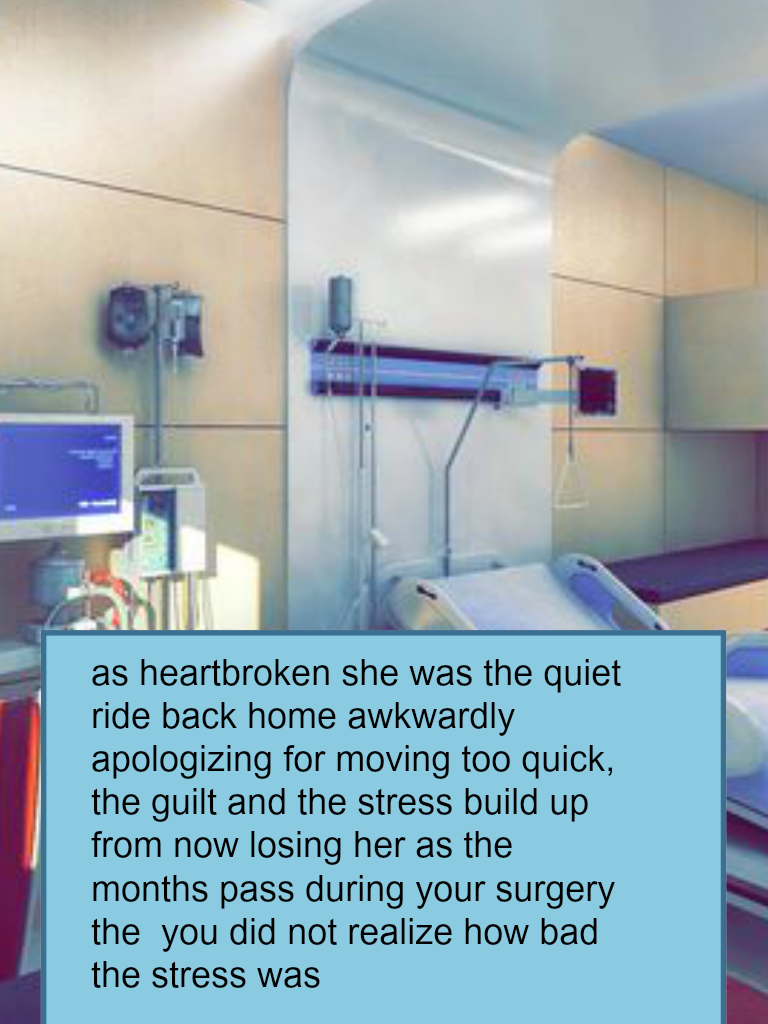 as heartbroken she was the quiet
ride back home awkwardly
apologizing for moving too quick,
the guilt and the stress build up
from now losing her as the
months pass during your surgery
the  you did not realize how bad
the stress was